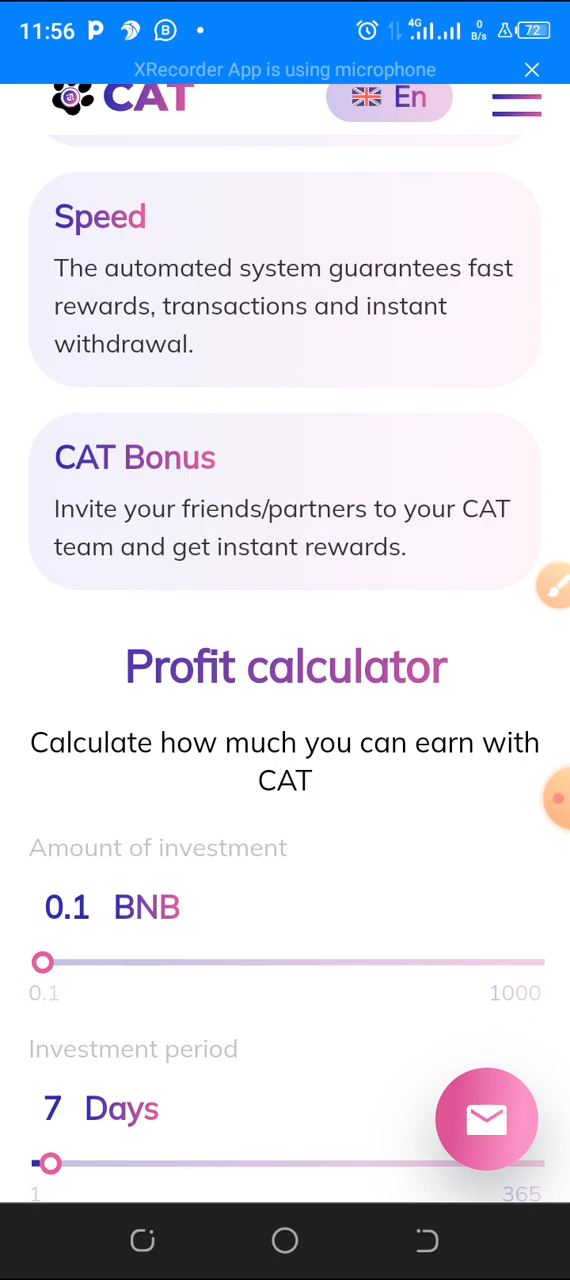 11:56
4G
0
B/s
72
XRecorder App is using microphone
CAT
En
Speed
The automated system guarantees fast
rewards, transactions and instant
withdrawal.
CAT Bonus
Invite your friends/partners to your CAT
team and get instant rewards.
Profit calculator
Calculate how much you can earn with
CAT
Amount of investment
0.1 BNB
0.1 1000
Investment period
7 Days
1 365